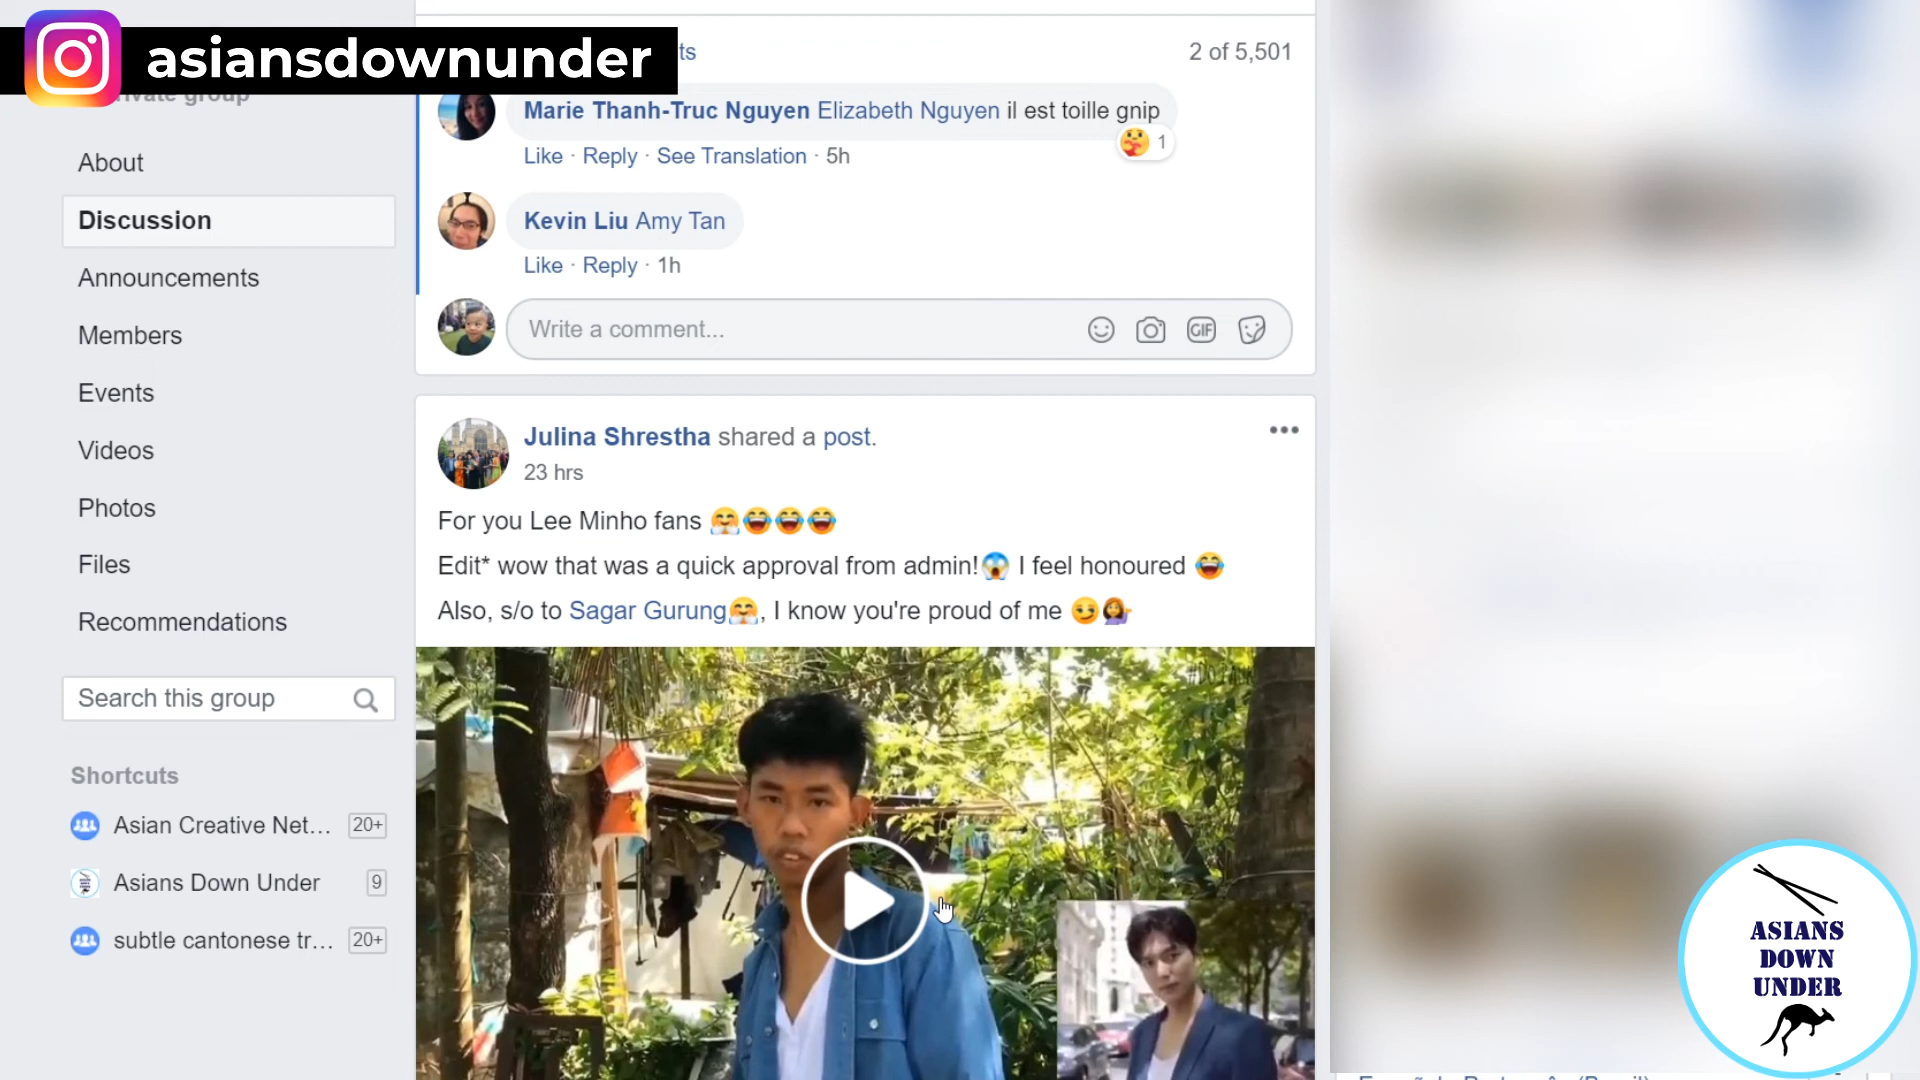 asiansdownunder
ts
2 of 5,501
Private group
Marie Thanh-Truc Nguyen Elizabeth Nguyen il est toille gnip
1
Like · Reply · See Translation · 5h
About
Discussion
Kevin Liu Amy Tan
Like · Reply · 1h
Announcements
Members
Write a comment...
GIF
Events
Videos
Photos
Files
Recommendations
Search this group
Shortcuts
Asian Creative Net... 20+
Asians Down Under 9
subtle cantonese tr... 20+
Julina Shrestha shared a post.
23 hrs
For you Lee Minho fans 🤗😂😂😂
Edit* wow that was a quick approval from admin!😱 I feel honoured 😂
Also, s/o to Sagar Gurung🤗, I know you're proud of me 😏💁‍♀️
ASIANS
DOWN
UNDER